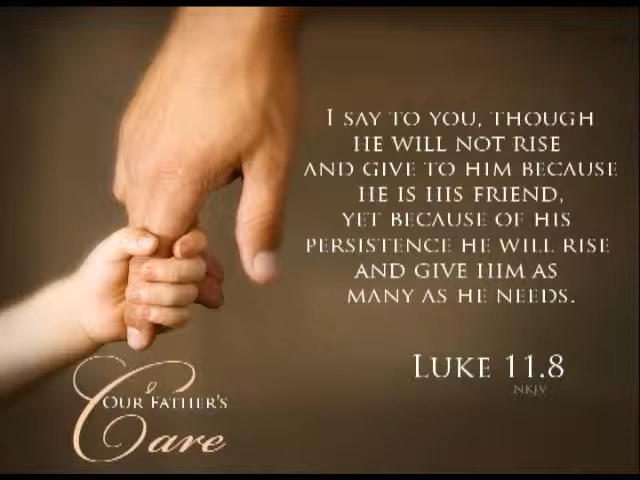 I SAY TO YOU, THOUGH
HE WILL NOT RISE
AND GIVE TO HIM BECAUSE
HE IS HIS FRIEND,
YET BECAUSE OF HIS
PERSISTENCE HE WILL RISE
AND GIVE HIM AS
MANY AS HE NEEDS.
LUKE 11.8
NKJV
OUR FATHER'S
Care